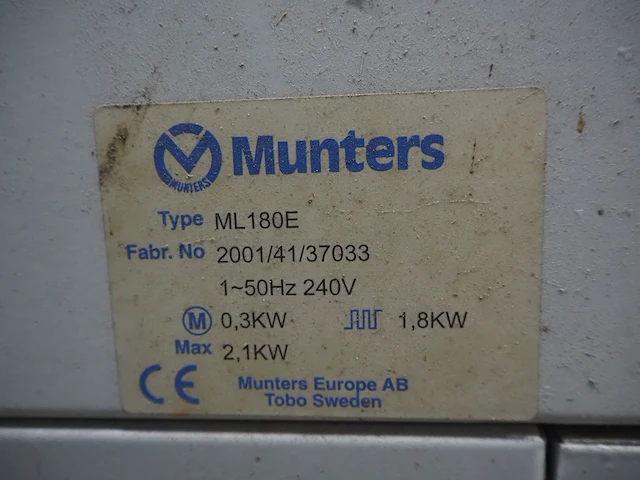 MUNTERS Munters
Type ML180E
Fabr. No 2001/41/37033
1~50Hz 240V
M 0,3KW 1,8KW
Max 2,1KW
CE Munters Europe AB
Tobo Sweden